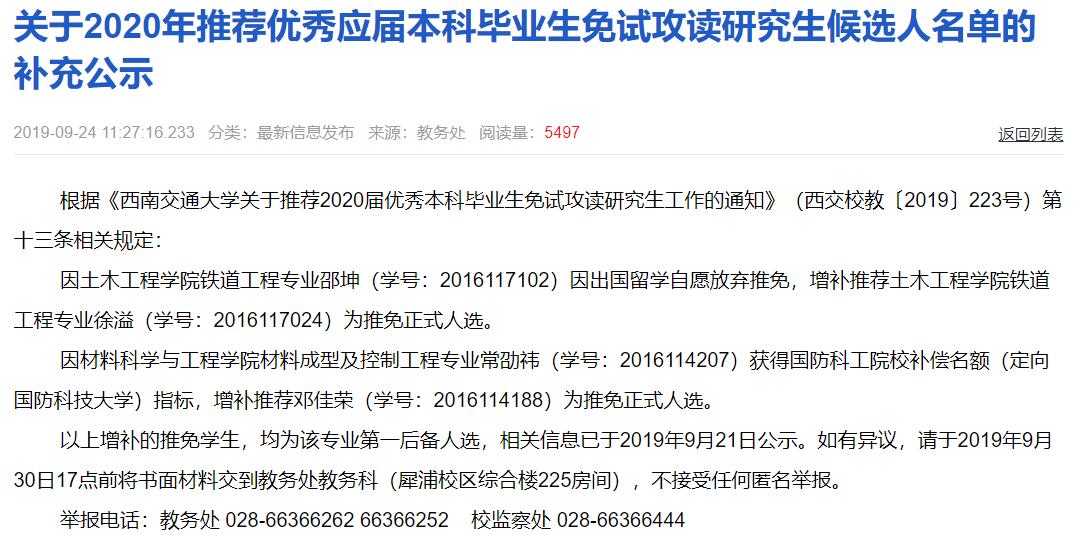 关于2020年推荐优秀应届本科毕业生免试攻读研究生候选人名单的
补充公示
2019-09-24 11:27:16.233 分类：最新信息发布 来源：教务处 阅读量：5497
返回列表
根据《西南交通大学关于推荐2020届优秀本科毕业生免试攻读研究生工作的通知》（西交校教〔2019〕223号）第
十三条相关规定：
因土木工程学院铁道工程专业邵坤（学号：2016117102）因出国留学自愿放弃推免，增补推荐土木工程学院铁道
工程专业徐溢（学号：2016117024）为推免正式人选。
因材料科学与工程学院材料成型及控制工程专业常劭祎（学号：2016114207）获得国防科工院校补偿名额（定向
国防科技大学）指标，增补推荐邓佳荣（学号：2016114188）为推免正式人选。
以上增补的推免学生，均为该专业第一后备人选，相关信息已于2019年9月21日公示。如有异议，请于2019年9月
30日17点前将书面材料交到教务处教务科（犀浦校区综合楼225房间），不接受任何匿名举报。
举报电话：教务处 028-66366262 66366252 校监察处 028-66366444